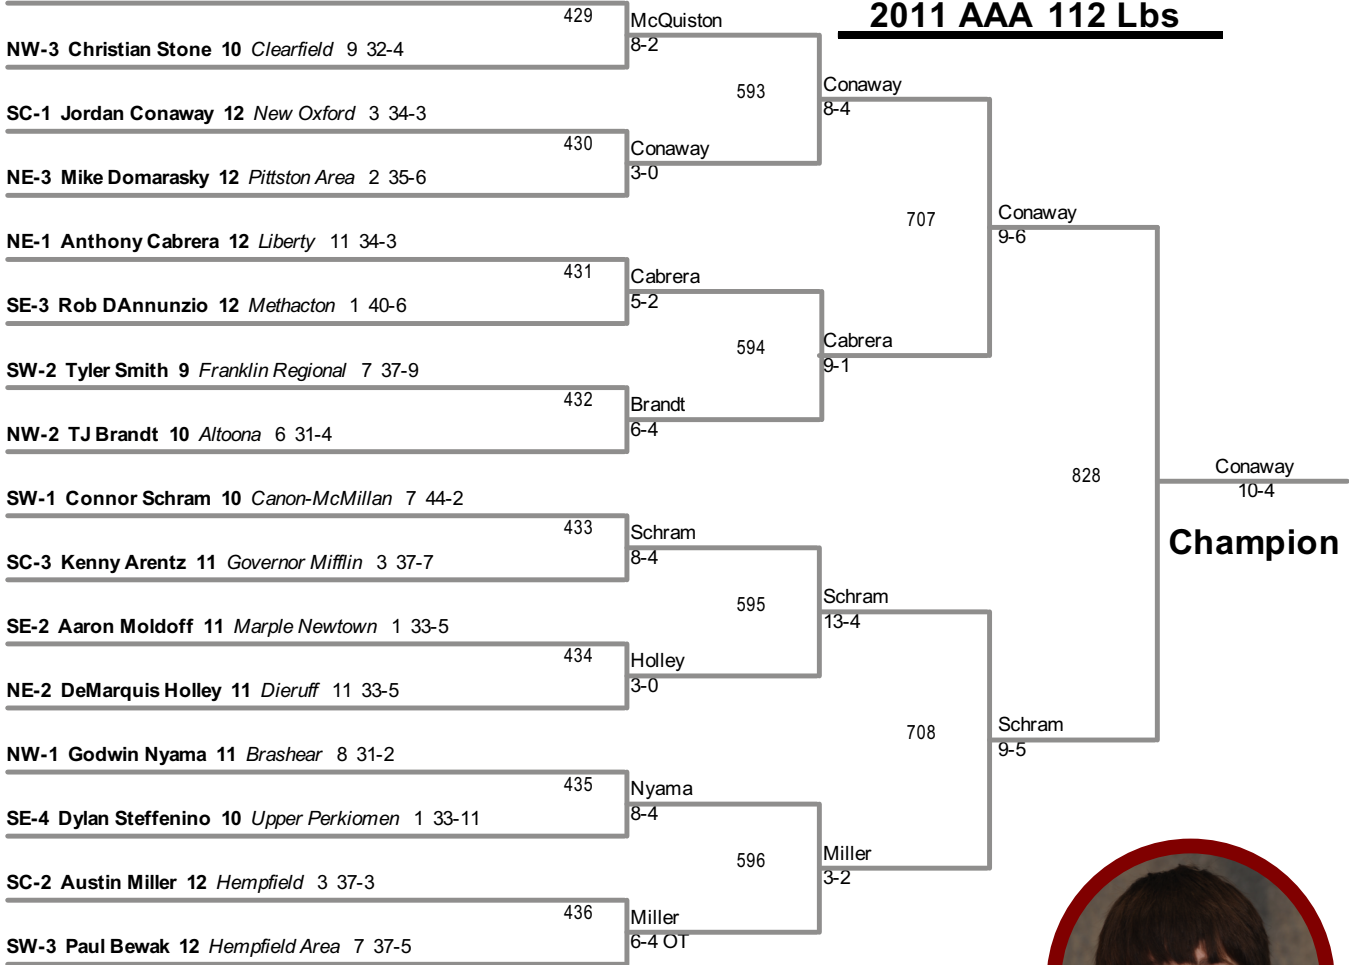 2011 AAA 112 Lbs
429
McQuiston
8-2
NW-3 Christian Stone 10 Clearfield 9 32-4
593
Conaway
8-4
SC-1 Jordan Conaway 12 New Oxford 3 34-3
430
Conaway
3-0
NE-3 Mike Domarasky 12 Pittston Area 2 35-6
707
Conaway
9-6
NE-1 Anthony Cabrera 12 Liberty 11 34-3
431
Cabrera
5-2
SE-3 Rob DAnnunzio 12 Methacton 1 40-6
594
Cabrera
9-1
SW-2 Tyler Smith 9 Franklin Regional 7 37-9
432
Brandt
6-4
NW-2 TJ Brandt 10 Altoona 6 31-4
828
Conaway
10-4
Champion
SW-1 Connor Schram 10 Canon-McMillan 7 44-2
433
Schram
8-4
SC-3 Kenny Arentz 11 Governor Mifflin 3 37-7
595
Schram
13-4
SE-2 Aaron Moldoff 11 Marple Newtown 1 33-5
434
Holley
3-0
NE-2 DeMarquis Holley 11 Dieruff 11 33-5
708
Schram
9-5
NW-1 Godwin Nyama 11 Brashear 8 31-2
435
Nyama
8-4
SE-4 Dylan Steffenino 10 Upper Perkiomen 1 33-11
596
Miller
3-2
SC-2 Austin Miller 12 Hempfield 3 37-3
436
Miller
6-4 OT
SW-3 Paul Bewak 12 Hempfield Area 7 37-5